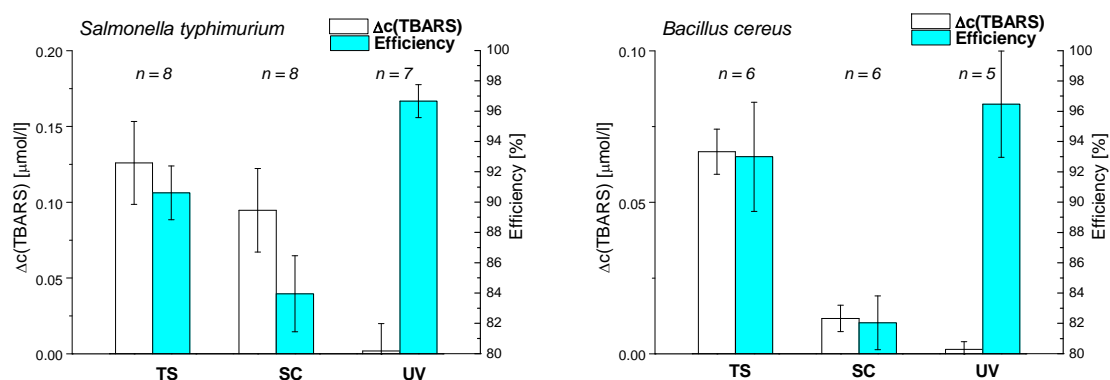 Salmonella typhimurium
Δc(TBARS)
Efficiency
n = 8
n = 8
n = 7
0.20
0.15
0.10
0.05
0.00
Δc(TBARS) [μmol/l]
100
98
96
94
92
90
88
86
84
82
80
Efficiency [%]
TS
SC
UV
Bacillus cereus
Δc(TBARS)
Efficiency
n = 6
n = 6
n = 5
0.10
0.05
0.00
Δc(TBARS) [μmol/l]
100
98
96
94
92
90
88
86
84
82
80
Efficiency [%]
TS
SC
UV